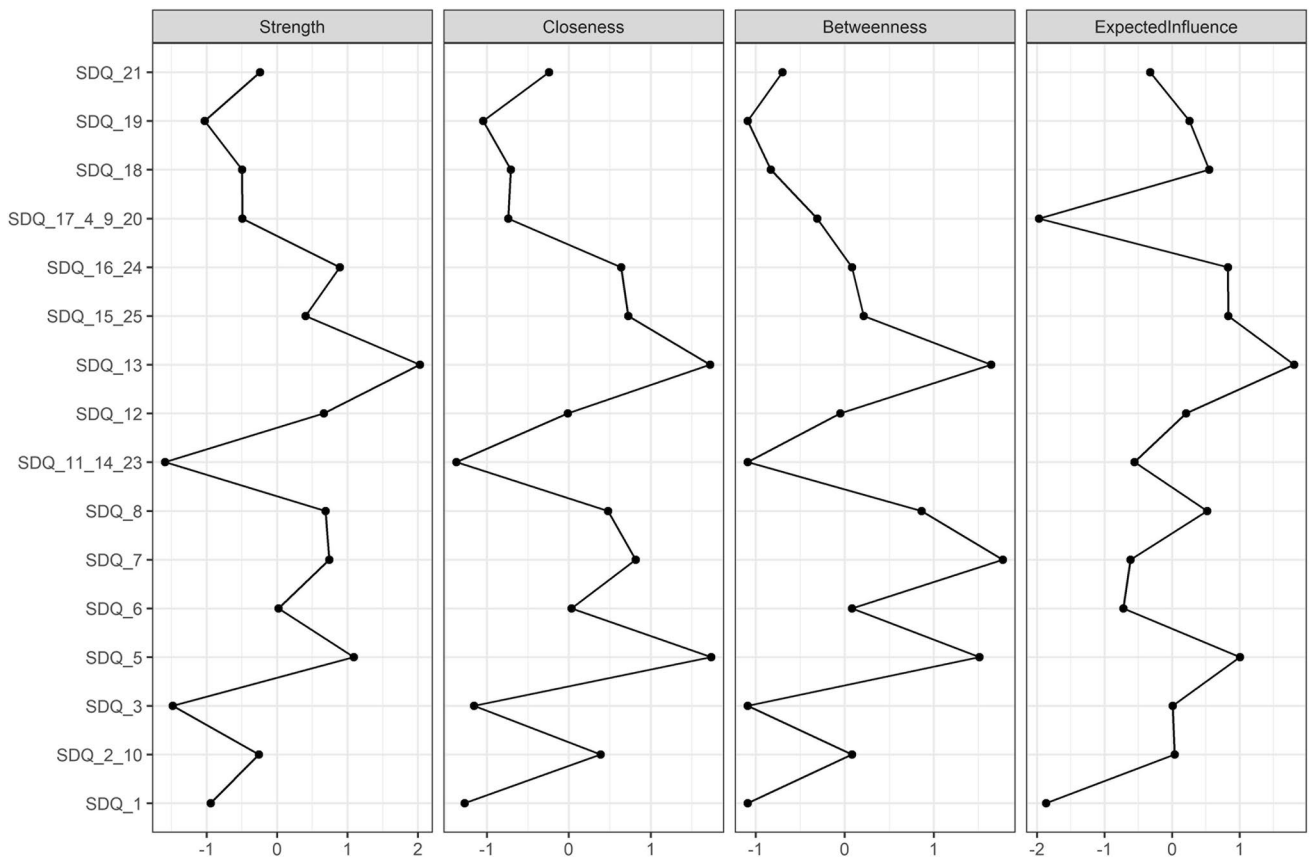 Strength Closeness Betweenness ExpectedInfluence
SDQ_21
SDQ_19
SDQ_18
SDQ_17_4_9_20
SDQ_16_24
SDQ_15_25
SDQ_13
SDQ_12
SDQ_11_14_23
SDQ_8
SDQ_7
SDQ_6
SDQ_5
SDQ_3
SDQ_2_10
SDQ_1
-1 0 1 2 -1 0 1 -1 0 1 -2 -1 0 1